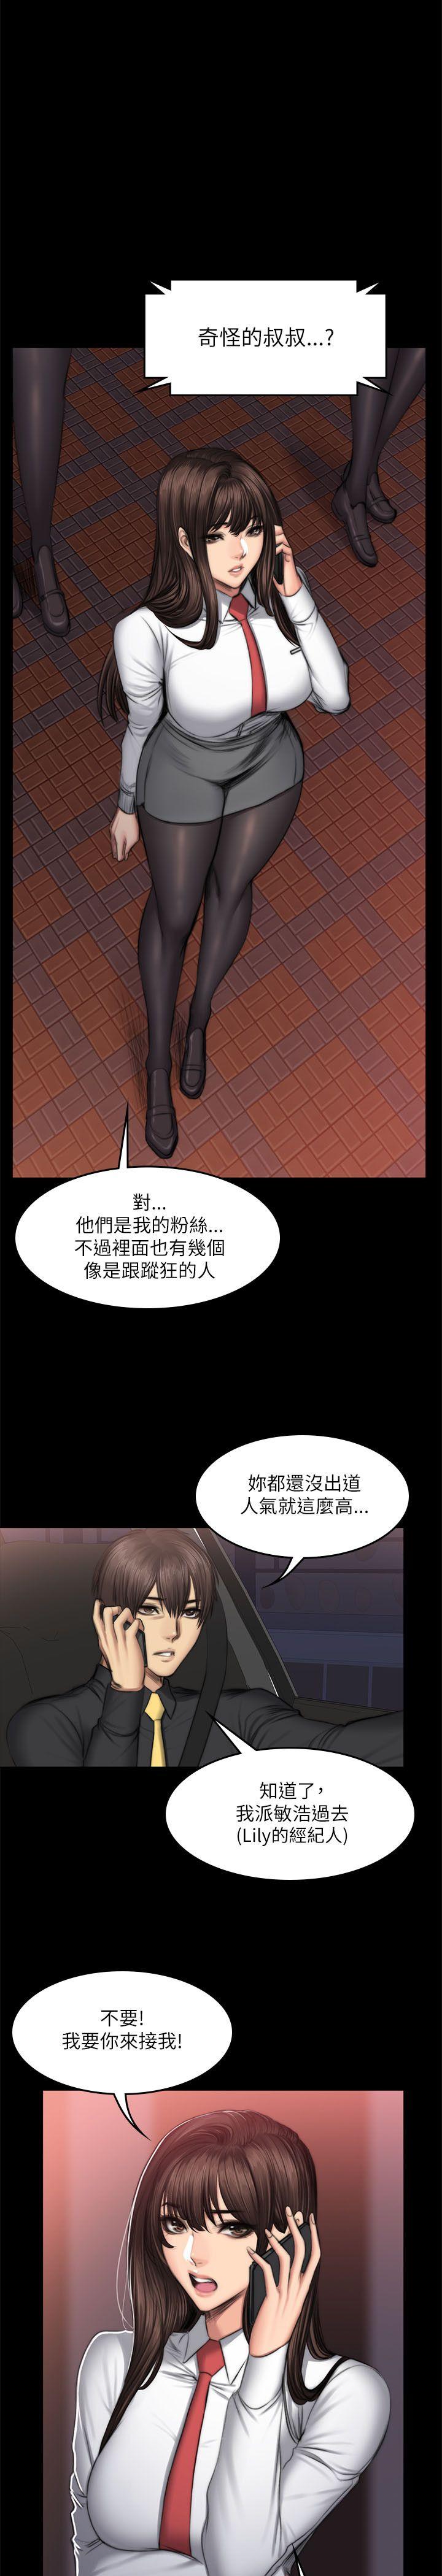 奇怪的叔叔...?
對...
他們是我的粉絲...
不過裡面也有幾個
像是跟蹤狂的人
妳都還沒出道
人氣就這麼高...
知道了,
我派敏浩過去
(Lily的經紀人)
不要!
我要你來接我!